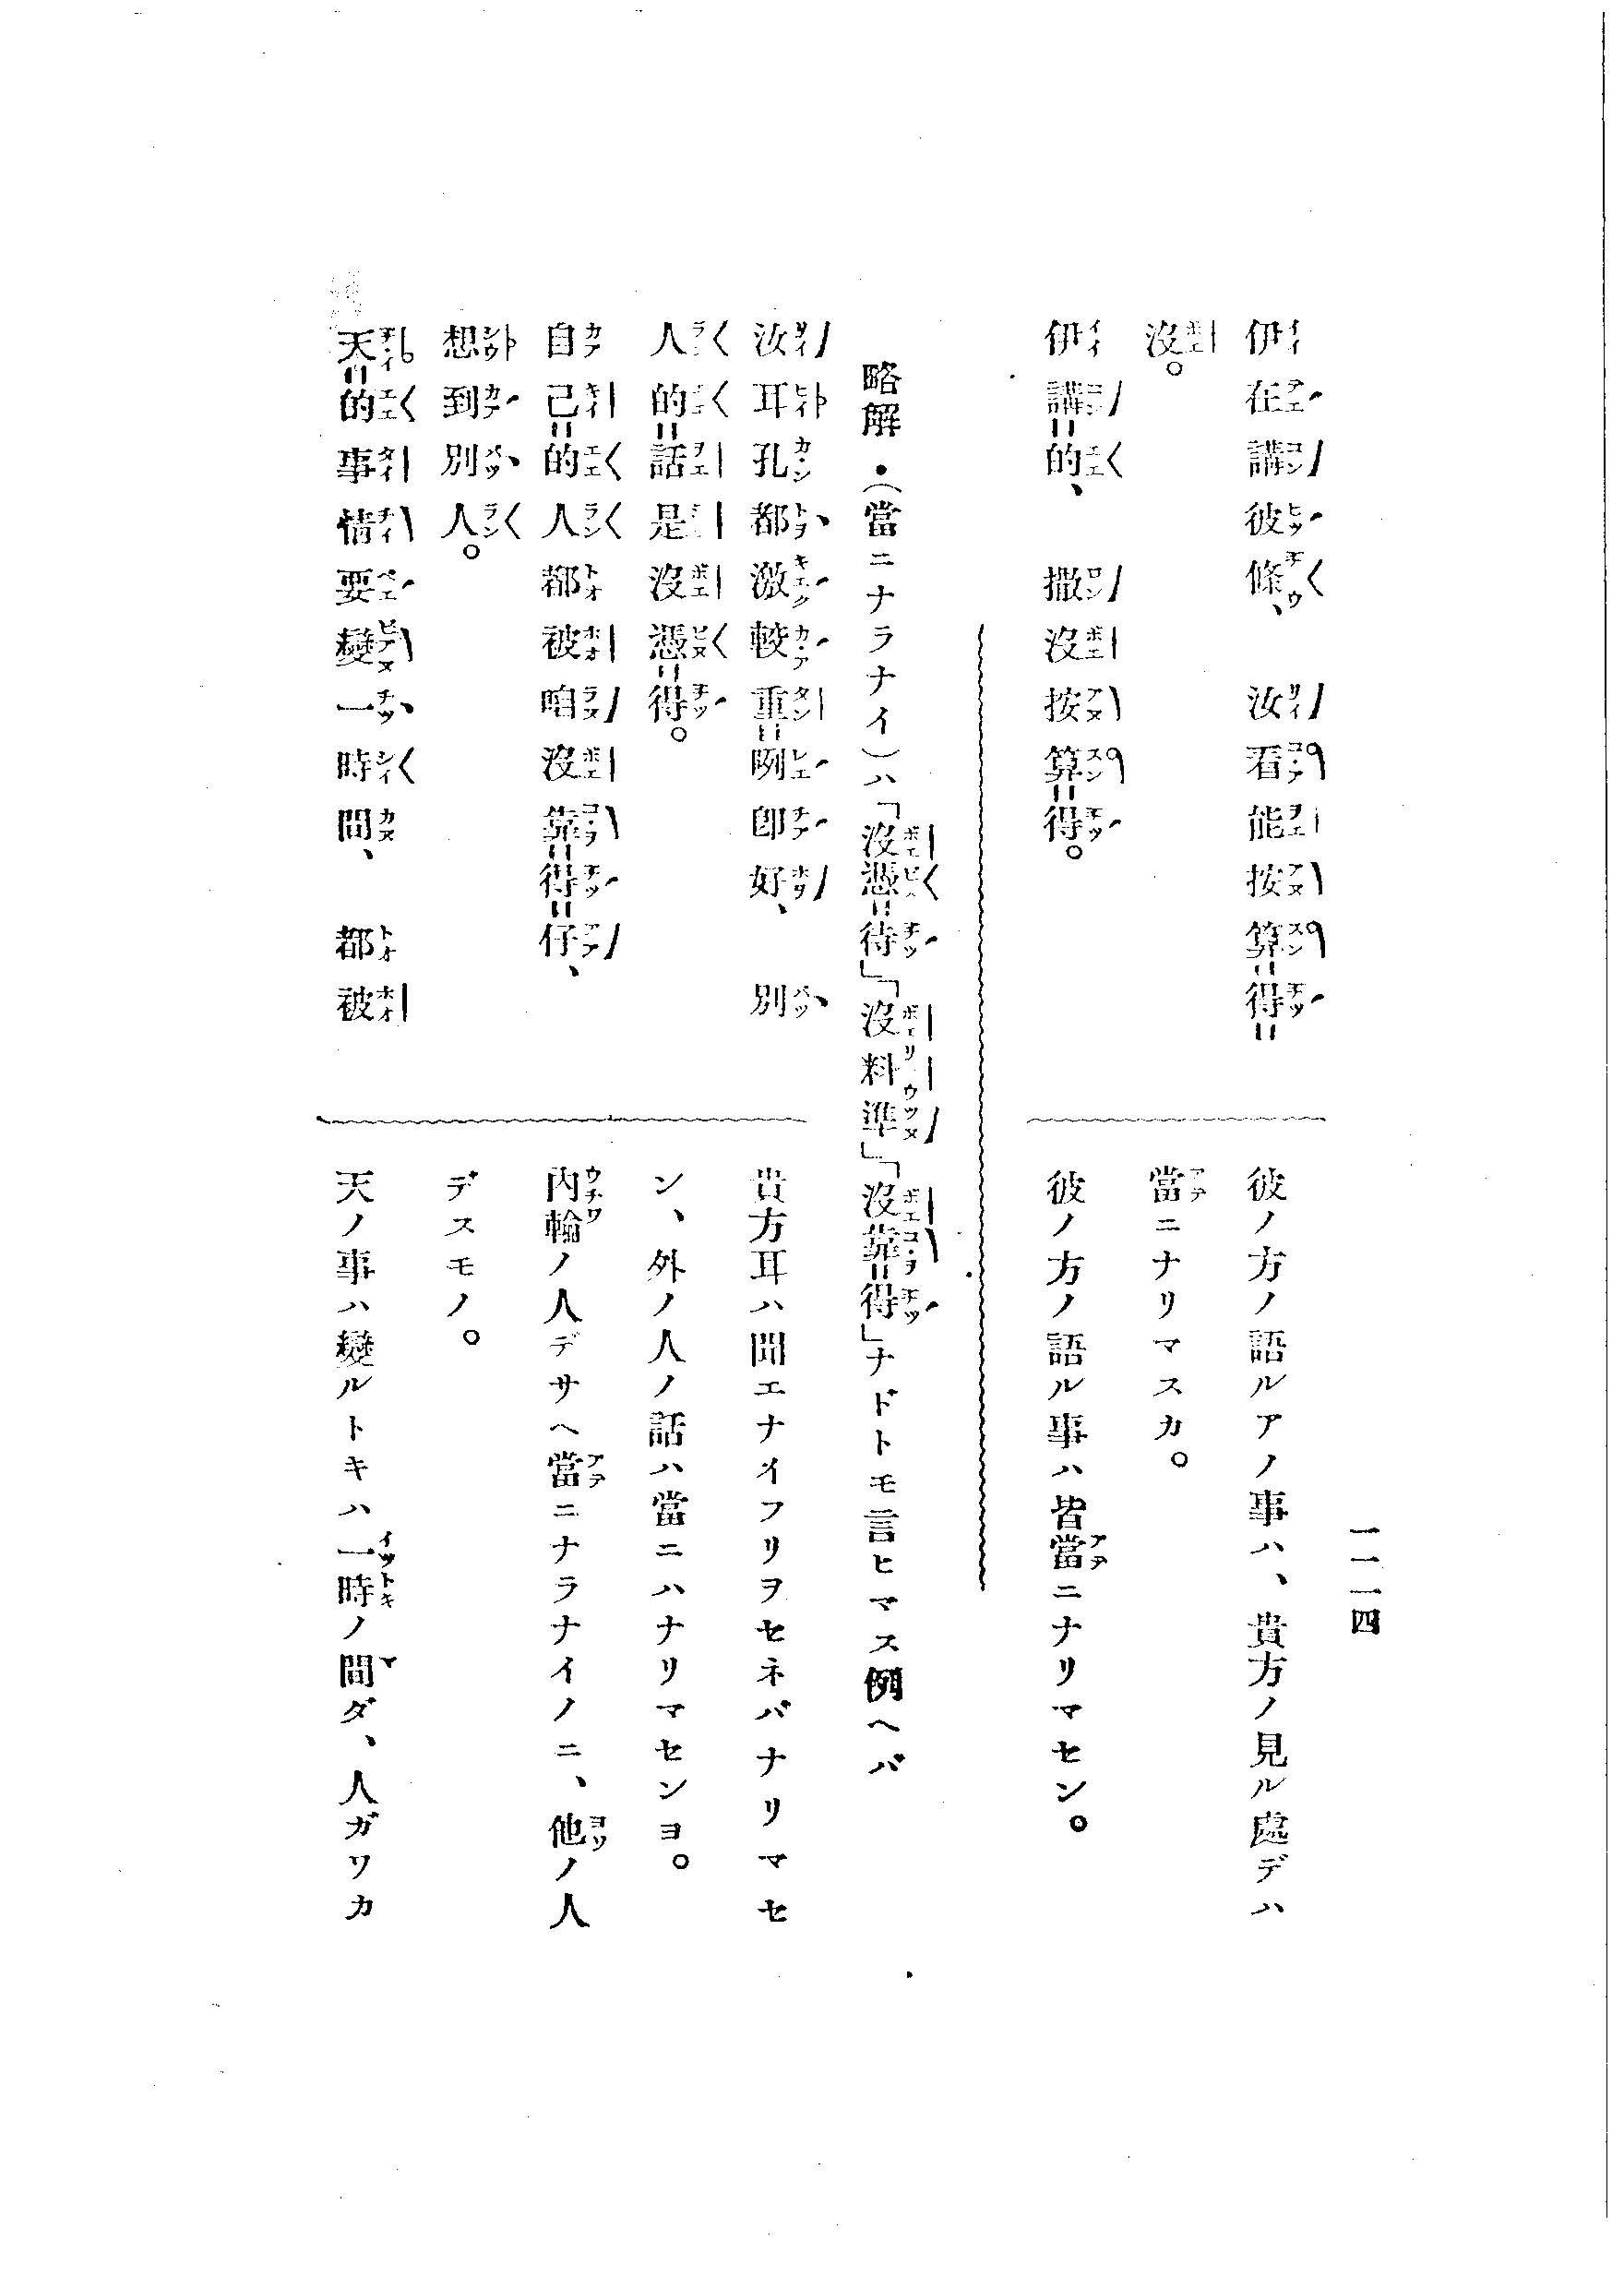 一一一四
伊在講彼條、汝看能按算=得=
沒。
伊講=的、撒沒按算=得。
彼ノ方ノ語ルアノ事ハ、貴方ノ見ル處デハ
當ニナリマスカ。
彼ノ方ノ語ル事ハ皆當ニナリマセン。
略解・(當ニナラナイ)ハ「沒憑=待」「沒料準」「沒靠=得」ナドトモ言ヒマス例ヘバ
汝耳孔都激較重=咧卽好、別
人的=話是沒憑=得。
自己=的人都被咱沒靠=得=仔、
想到別人。
天=的事情要變一時間、都被
貴方耳ハ聞エナイフリヲセネバナリマセ
ン、外ノ人ノ話ハ當ニハナリマセンヨ。
內輪ノ人デサヘ當ニナラナイノニ、他ノ人
デスモノ。
天ノ事ハ變ルトキハ一時ノ間ダ、人ガワカ